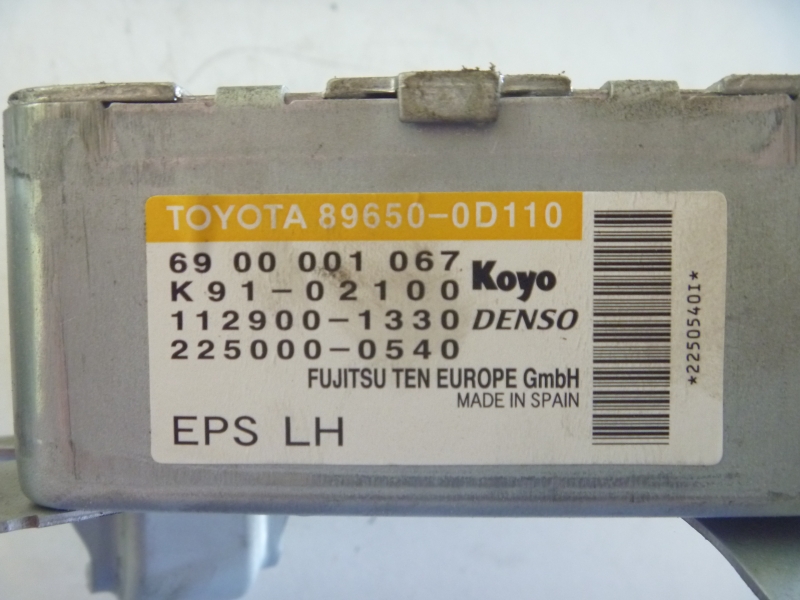 TOYOTA 89650-0D110
69 00 001 067
K91-02100 Koyo
112900-1330 DENSO
225000-0540
FUJITSU TEN EUROPE GmbH
MADE IN SPAIN
EPS LH
*2250540I*